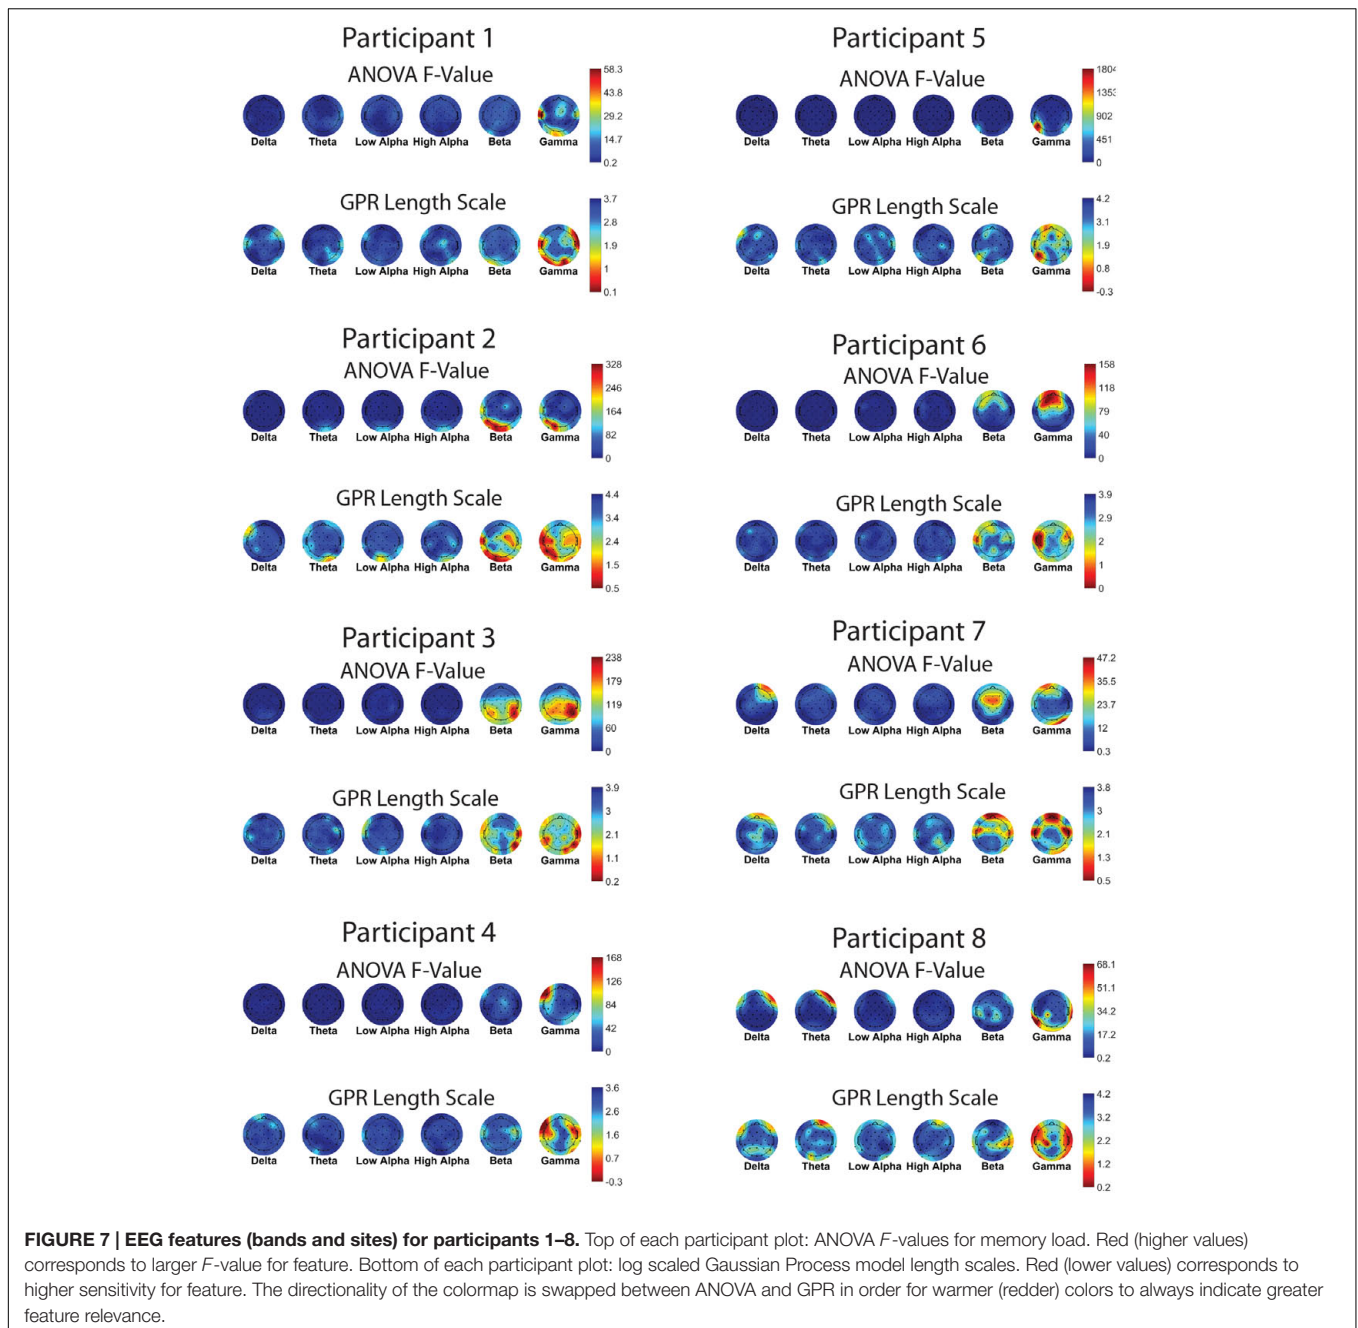 Participant 1
ANOVA F-Value
58.3
43.8
29.2
14.7
0.2
Delta Theta Low Alpha High Alpha Beta Gamma
GPR Length Scale
3.7
2.8
1.9
1
0.1
Delta Theta Low Alpha High Alpha Beta Gamma
Participant 2
ANOVA F-Value
328
246
164
82
0
Delta Theta Low Alpha High Alpha Beta Gamma
GPR Length Scale
4.4
3.4
2.4
1.5
0.5
Delta Theta Low Alpha High Alpha Beta Gamma
Participant 3
ANOVA F-Value
238
179
119
60
0
Delta Theta Low Alpha High Alpha Beta Gamma
GPR Length Scale
3.9
3
2.1
1.1
0.2
Delta Theta Low Alpha High Alpha Beta Gamma
Participant 4
ANOVA F-Value
168
126
84
42
0
Delta Theta Low Alpha High Alpha Beta Gamma
GPR Length Scale
3.6
2.6
1.6
0.7
-0.3
Delta Theta Low Alpha High Alpha Beta Gamma
Participant 5
ANOVA F-Value
1804
1353
902
451
0
Delta Theta Low Alpha High Alpha Beta Gamma
GPR Length Scale
4.2
3.1
1.9
0.8
-0.3
Delta Theta Low Alpha High Alpha Beta Gamma
Participant 6
ANOVA F-Value
158
118
79
40
0
Delta Theta Low Alpha High Alpha Beta Gamma
GPR Length Scale
3.9
2.9
2
1
0
Delta Theta Low Alpha High Alpha Beta Gamma
Participant 7
ANOVA F-Value
47.2
35.5
23.7
12
0.3
Delta Theta Low Alpha High Alpha Beta Gamma
GPR Length Scale
3.8
3
2.1
1.3
0.5
Delta Theta Low Alpha High Alpha Beta Gamma
Participant 8
ANOVA F-Value
68.1
51.1
34.2
17.2
0.2
Delta Theta Low Alpha High Alpha Beta Gamma
GPR Length Scale
4.2
3.2
2.2
1.2
0.2
Delta Theta Low Alpha High Alpha Beta Gamma
FIGURE 7 | EEG features (bands and sites) for participants 1–8. Top of each participant plot: ANOVA F-values for memory load. Red (higher values)
corresponds to larger F-value for feature. Bottom of each participant plot: log scaled Gaussian Process model length scales. Red (lower values) corresponds to
higher sensitivity for feature. The directionality of the colormap is swapped between ANOVA and GPR in order for warmer (redder) colors to always indicate greater
feature relevance.